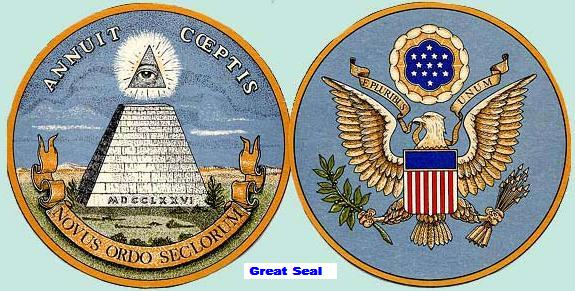 ANNUIT CŒPTIS
MDCCLXXVI
NOVUS ORDO SECLORUM
E PLURIBUS UNUM
Great Seal